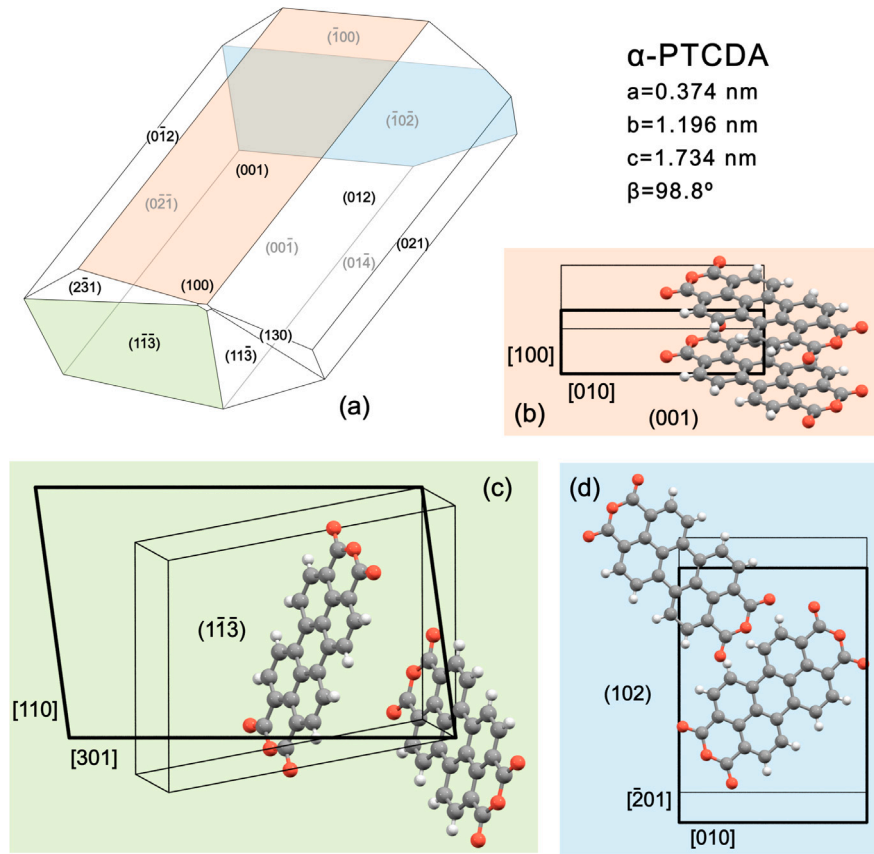 (1̄00)
α-PTCDA
a=0.374 nm
b=1.196 nm
c=1.734 nm
β=98.8º
(1̄02̄)
(01̄2)
(001)
(012)
(02̄1̄)
(001̄)
(014̄)
(021)
(23̄1)
(100)
(130)
(11̄3̄)
(113̄)
(a)
[100]
[010]
(b)
(001)
(c)
(11̄3̄)
[110]
[301]
(d)
(102)
[2̄01]
[010]